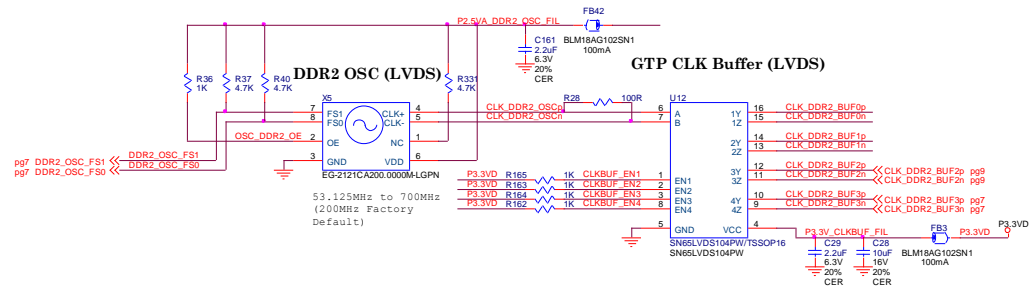 P2.5VA_DDR2_OSC_FIL
FB42
BLM18AG102SN1
100mA
C161
2.2uF
6.3V
20%
CER
DDR2 OSC (LVDS)
GTP CLK Buffer (LVDS)
R36
1K
R37
4.7K
R40
4.7K
R331
4.7K
X5
7 FS1 CLK+ 4
8 FS0 CLK- 5
2 OE NC 1
3 GND VDD 6
EG-2121CA200.0000M-LGPN
OSC_DDR2_OE
pg7 DDR2_OSC_FS1 DDR2_OSC_FS1
pg7 DDR2_OSC_FS0 DDR2_OSC_FS0
53.125MHz to 700MHz
(200MHz Factory
Default)
CLK_DDR2_OSCp
CLK_DDR2_OSCn
R28 100R
U12
6 A 1Y 16 CLK_DDR2_BUF0p
7 B 1Z 15 CLK_DDR2_BUF0n
2Y 14 CLK_DDR2_BUF1p
2Z 13 CLK_DDR2_BUF1n
3Y 12 CLK_DDR2_BUF2p CLK_DDR2_BUF2p pg9
3Z 11 CLK_DDR2_BUF2n CLK_DDR2_BUF2n pg9
4Y 10 CLK_DDR2_BUF3p CLK_DDR2_BUF3p pg7
4Z 9 CLK_DDR2_BUF3n CLK_DDR2_BUF3n pg7
P3.3VD R165 1K CLKBUF_EN1 1 EN1
P3.3VD R163 1K CLKBUF_EN2 2 EN2
P3.3VD R164 1K CLKBUF_EN3 3 EN3
P3.3VD R162 1K CLKBUF_EN4 8 EN4
5 GND VCC 4
SN65LVDS104PW/TSSOP16
SN65LVDS104PW
P3.3V_CLKBUF_FIL
FB3
BLM18AG102SN1
100mA
P3.3VD
P3.3VD
C29
2.2uF
6.3V
20%
CER
C28
10uF
16V
20%
CER